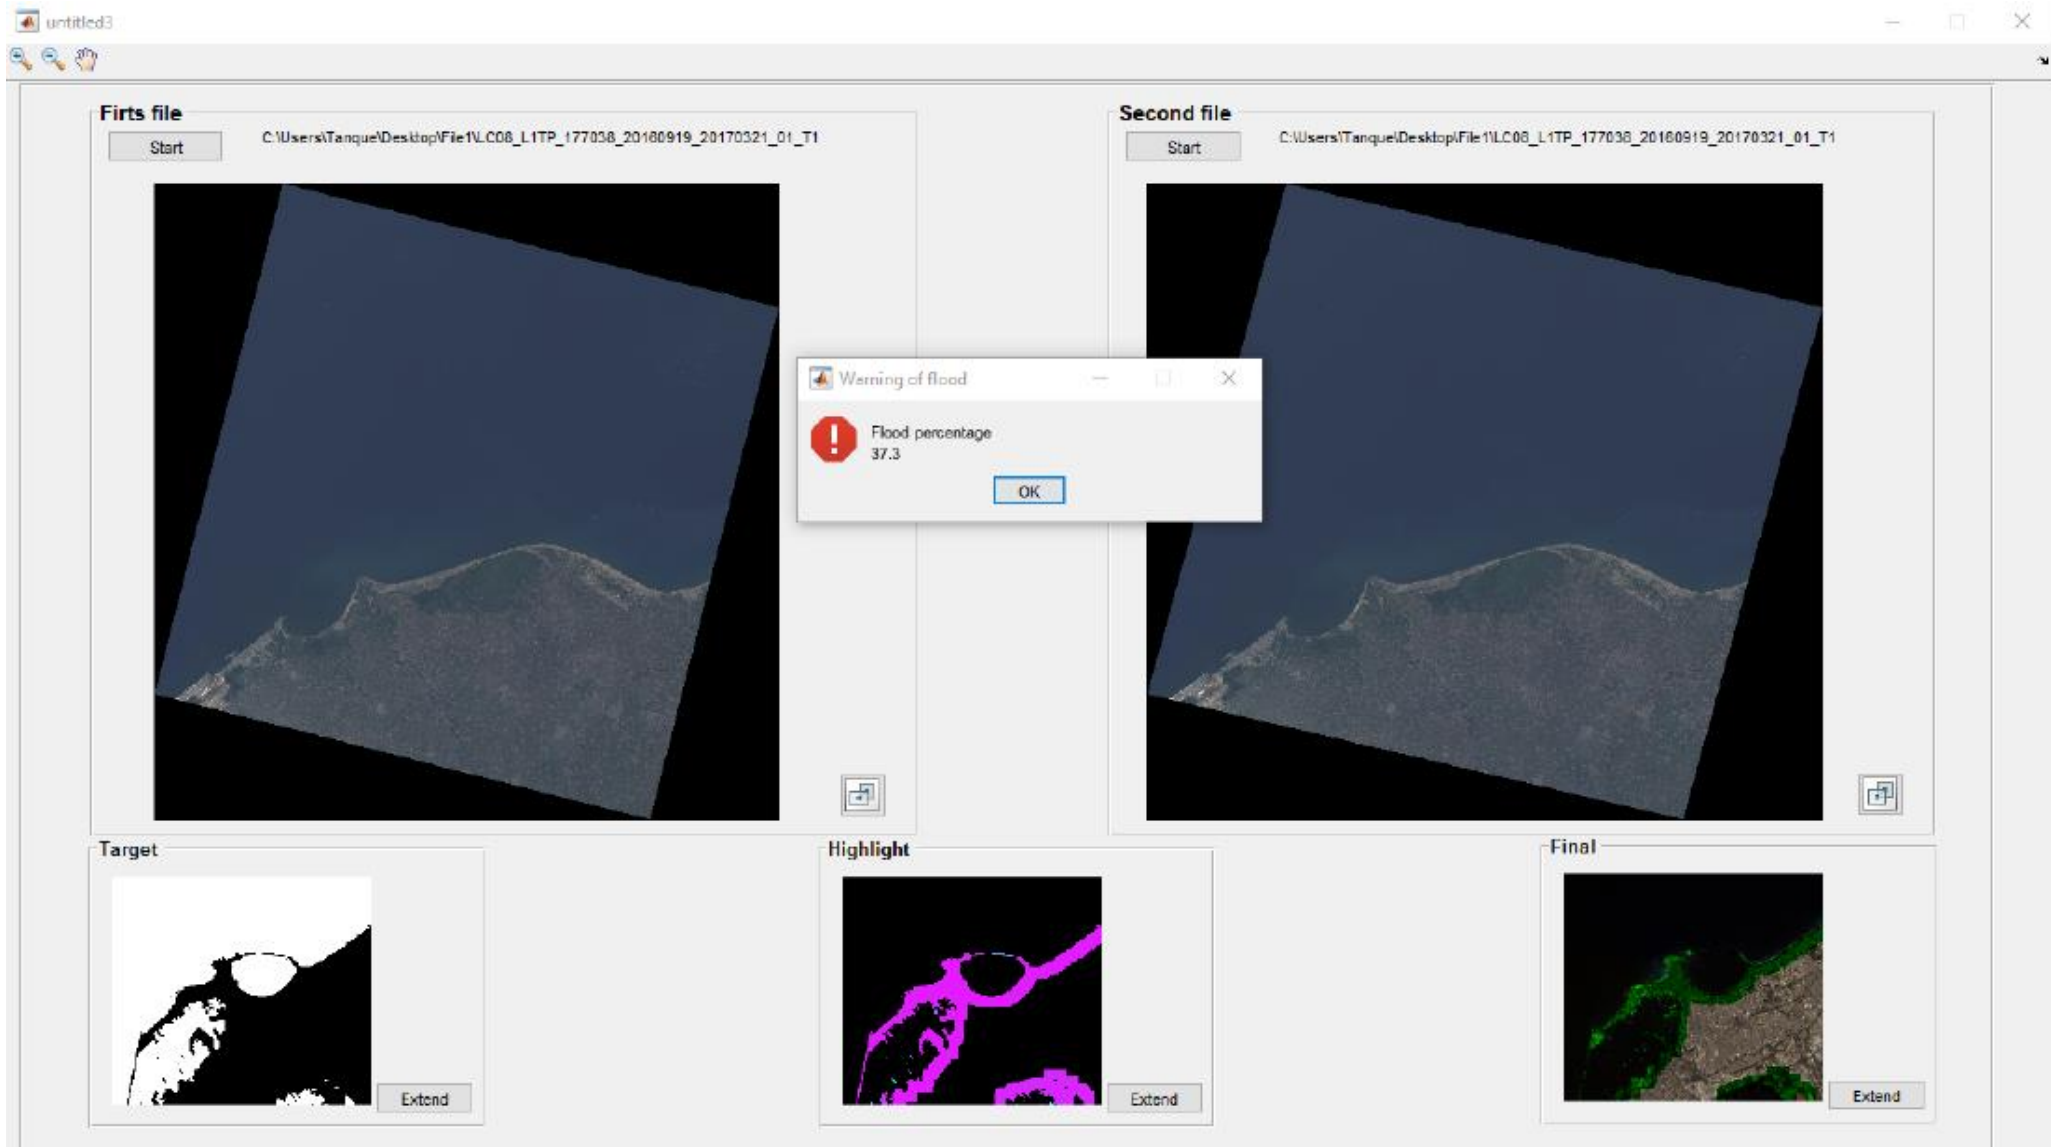 untitled3
Firts file
Start
C:\Users\Tanque\Desktop\File1\LC08_L1TP_177038_20160919_20170321_01_T1
Second file
Start
C:\Users\Tanque\Desktop\File1\LC08_L1TP_177038_20160919_20170321_01_T1
Warning of flood
Flood percentage
37.3
OK
Target
Extend
Highlight
Extend
Final
Extend